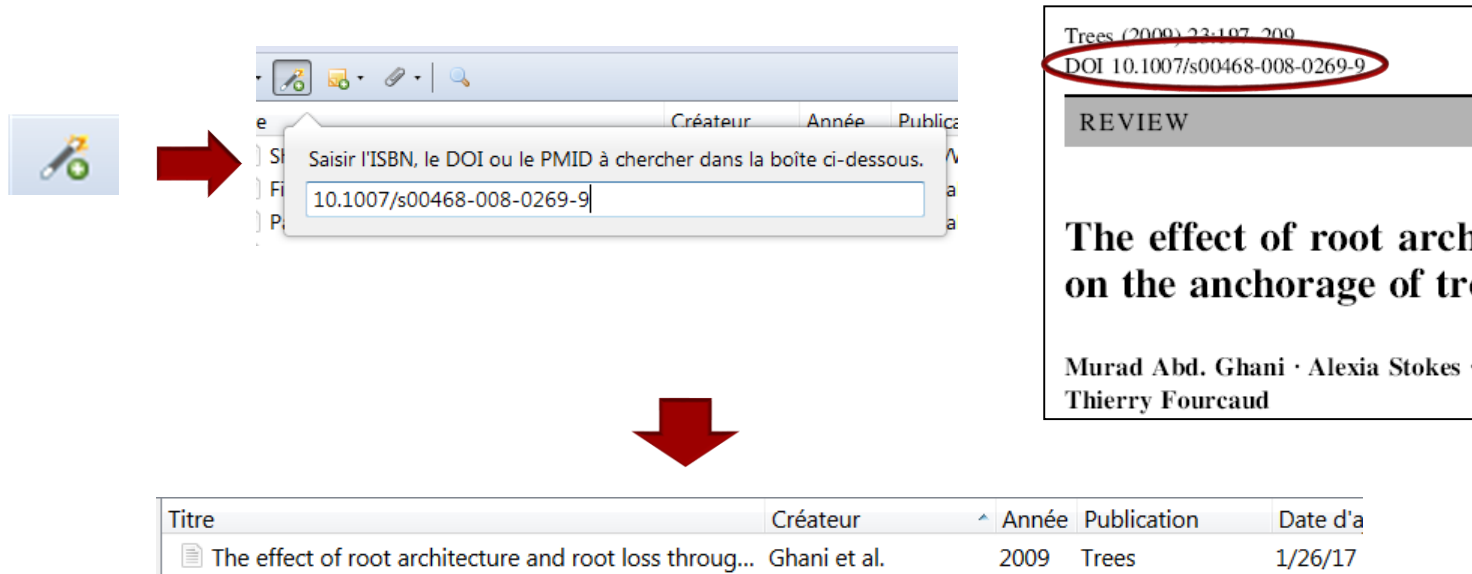 e Créateur Année Publica
Saisir l'ISBN, le DOI ou le PMID à chercher dans la boîte ci-dessous.
10.1007/s00468-008-0269-9
Trees (2009) 23:197–209
DOI 10.1007/s00468-008-0269-9
REVIEW
The effect of root arch
on the anchorage of tre
Murad Abd. Ghani · Alexia Stokes ·
Thierry Fourcaud
Titre Créateur Année Publication Date d'a
The effect of root architecture and root loss throug... Ghani et al. 2009 Trees 1/26/17